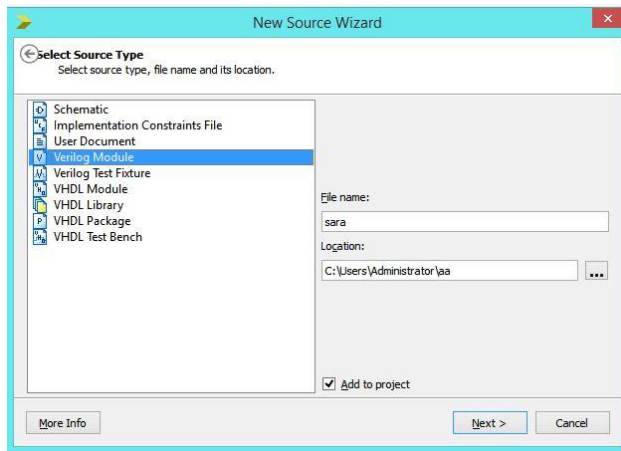 New Source Wizard
Select Source Type
Select source type, file name and its location.
Schematic
Implementation Constraints File
User Document
Verilog Module
Verilog Test Fixture
VHDL Module
VHDL Library
VHDL Package
VHDL Test Bench
File name:
sara
Location:
C:\Users\Administrator\aa
...
Add to project
More Info
Next >
Cancel